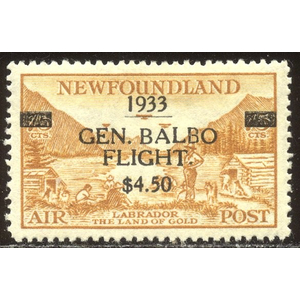 NEWFOUNDLAND
1933
CTS. CTS.
GEN. BALBO
FLIGHT.
$4.50
LABRADOR
AIR THE LAND OF GOLD POST